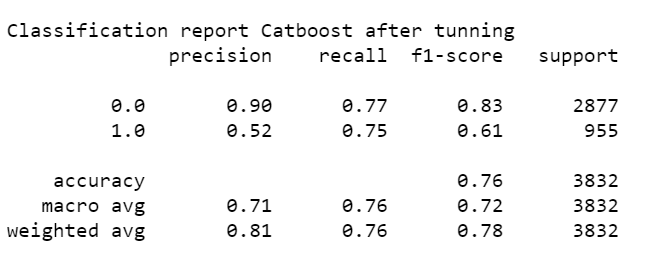 Classification report Catboost after tunning
precision recall f1-score support
0.0 0.90 0.77 0.83 2877
1.0 0.52 0.75 0.61 955
accuracy 0.76 3832
macro avg 0.71 0.76 0.72 3832
weighted avg 0.81 0.76 0.78 3832